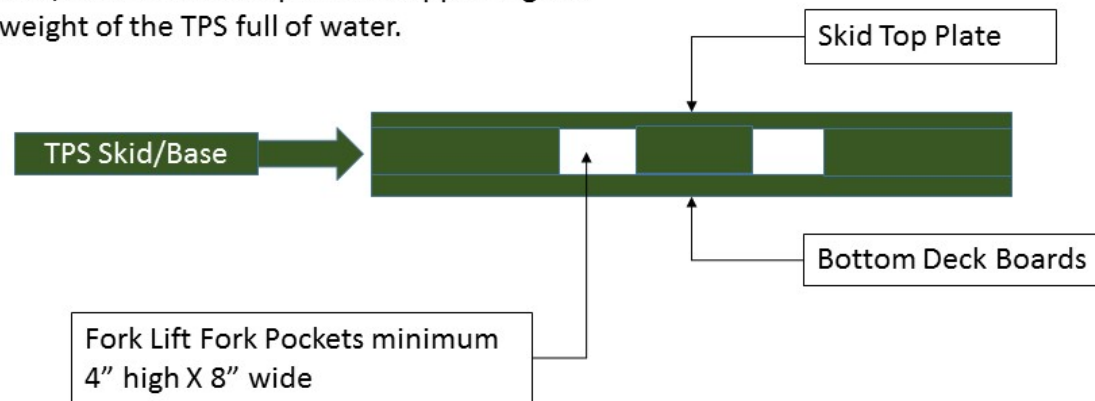 weight of the TPS full of water.
Skid Top Plate
TPS Skid/Base
Bottom Deck Boards
Fork Lift Fork Pockets minimum
4” high X 8” wide